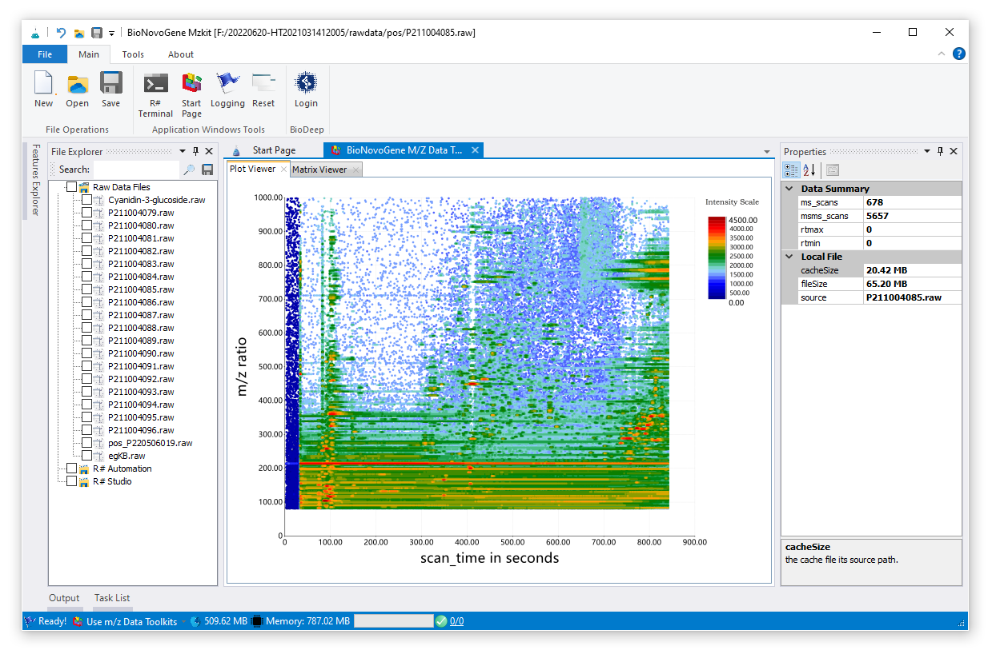 BioNovoGene Mzkit [F:/20220620-HT2021031412005/rawdata/pos/P211004085.raw]
File Main Tools About
New Open Save R# Terminal Start Page Logging Reset Login
File Operations Application Windows Tools BioDeep
Features Explorer
File Explorer
Search:
Raw Data Files
Cyanidin-3-glucoside.raw
P211004079.raw
P211004080.raw
P211004081.raw
P211004082.raw
P211004083.raw
P211004084.raw
P211004085.raw
P211004086.raw
P211004087.raw
P211004088.raw
P211004089.raw
P211004090.raw
P211004091.raw
P211004092.raw
P211004093.raw
P211004094.raw
P211004095.raw
P211004096.raw
pos_P220506019.raw
egKB.raw
R# Automation
R# Studio
Start Page BioNovoGene M/Z Data T...
Plot Viewer Matrix Viewer
1000.00
900.00
800.00
700.00
600.00
500.00
400.00
300.00
200.00
100.00
0
m/z ratio
0 100.00 200.00 300.00 400.00 500.00 600.00 700.00 800.00 900.00
scan_time in seconds
Intensity Scale
4500.00
4000.00
3500.00
3000.00
2500.00
2000.00
1500.00
1000.00
500.00
0.00
Properties
A
Z
Data Summary
ms_scans 678
msms_scans 5657
rtmax 0
rtmin 0
Local File
cacheSize 20.42 MB
fileSize 65.20 MB
source P211004085.raw
cacheSize
the cache file its source path.
Output Task List
Ready! Use m/z Data Toolkits 509.62 MB Memory: 787.02 MB 0/0